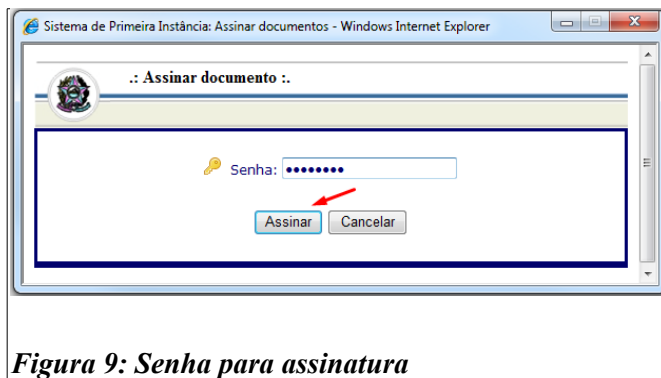 Sistema de Primeira Instância: Assinar documentos - Windows Internet Explorer
.: Assinar documento :.
Senha: ••••••••
Assinar Cancelar
Figura 9: Senha para assinatura